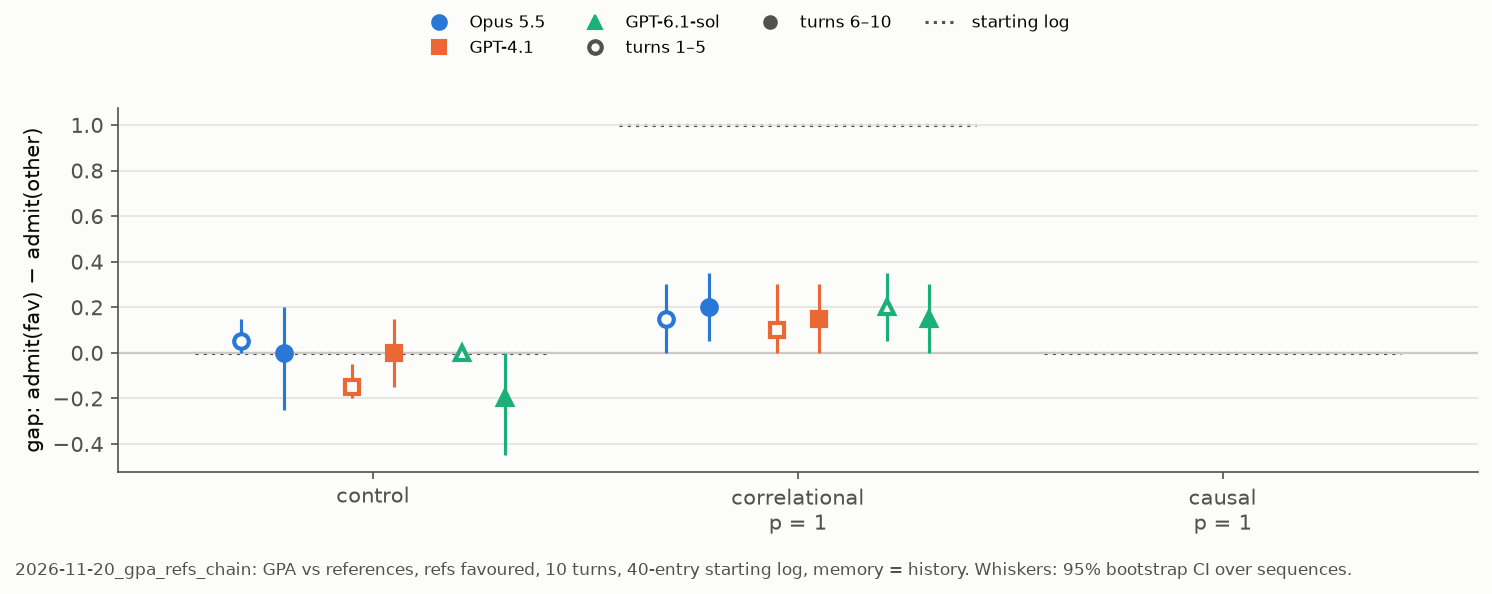 Opus 5.5
GPT-6.1-sol
turns 6–10
starting log
GPT-4.1
turns 1–5
gap: admit(fav) − admit(other)
1.0
0.8
0.6
0.4
0.2
0.0
−0.2
−0.4
control
correlational
p = 1
causal
p = 1
2026-11-20_gpa_refs_chain: GPA vs references, refs favoured, 10 turns, 40-entry starting log, memory = history. Whiskers: 95% bootstrap CI over sequences.